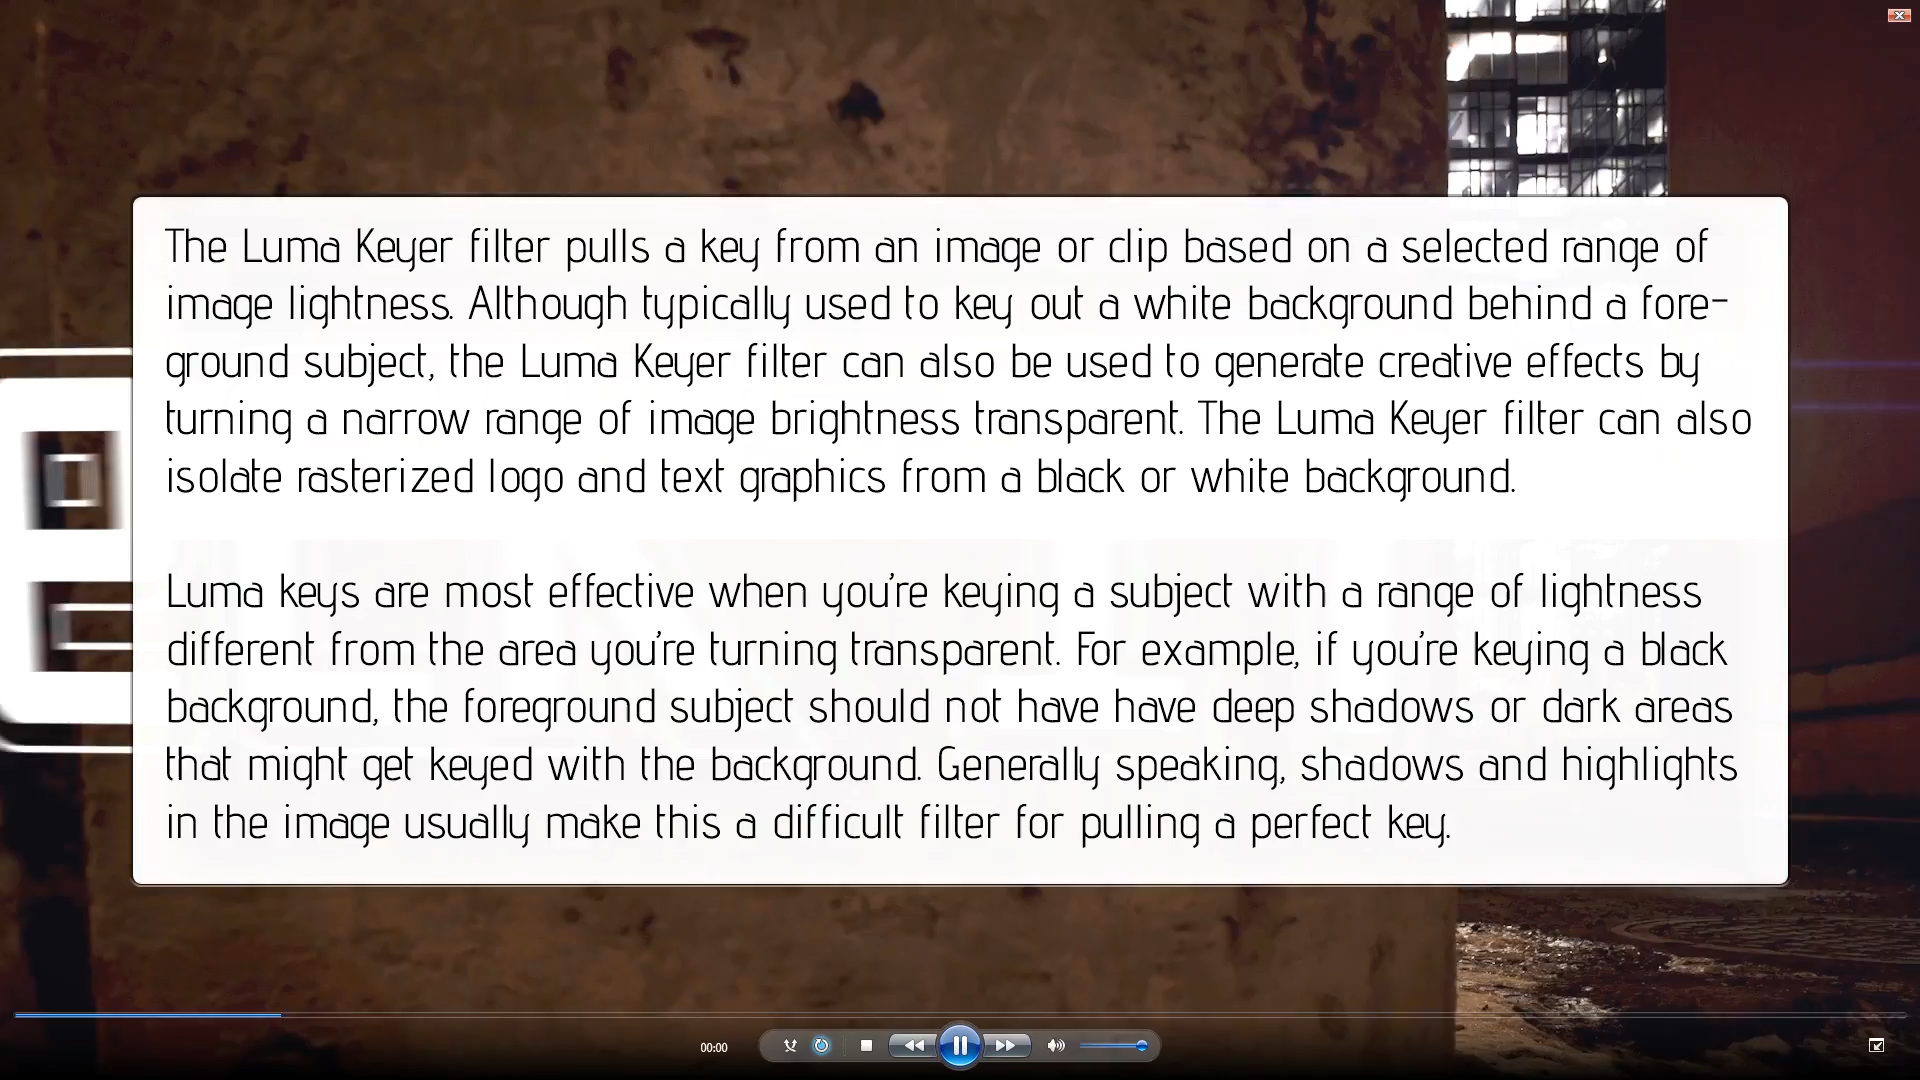 The Luma Keyer filter pulls a key from an image or clip based on a selected range of
image lightness. Although typically used to key out a white background behind a fore-
ground subject, the Luma Keyer filter can also be used to generate creative effects by
turning a narrow range of image brightness transparent. The Luma Keyer filter can also
isolate rasterized logo and text graphics from a black or white background.
Luma keys are most effective when you're keying a subject with a range of lightness
different from the area you're turning transparent. For example, if you're keying a black
background, the foreground subject should not have have deep shadows or dark areas
that might get keyed with the background. Generally speaking, shadows and highlights
in the image usually make this a difficult filter for pulling a perfect key.
00:00